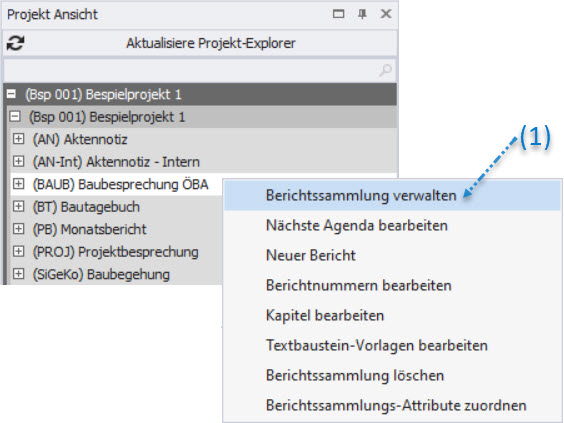 Projekt Ansicht
Aktualisiere Projekt-Explorer
(Bsp 001) Bespielprojekt 1
(Bsp 001) Bespielprojekt 1
(AN) Aktennotiz
(AN-Int) Aktennotiz - Intern
(BAUB) Baubesprechung ÖBA
(BT) Bautagebuch
(PB) Monatsbericht
(PROJ) Projektbesprechung
(SiGeKo) Baubegehung
(1)
Berichtssammlung verwalten
Nächste Agenda bearbeiten
Neuer Bericht
Berichtnummern bearbeiten
Kapitel bearbeiten
Textbaustein-Vorlagen bearbeiten
Berichtssammlung löschen
Berichtssammlungs-Attribute zuordnen